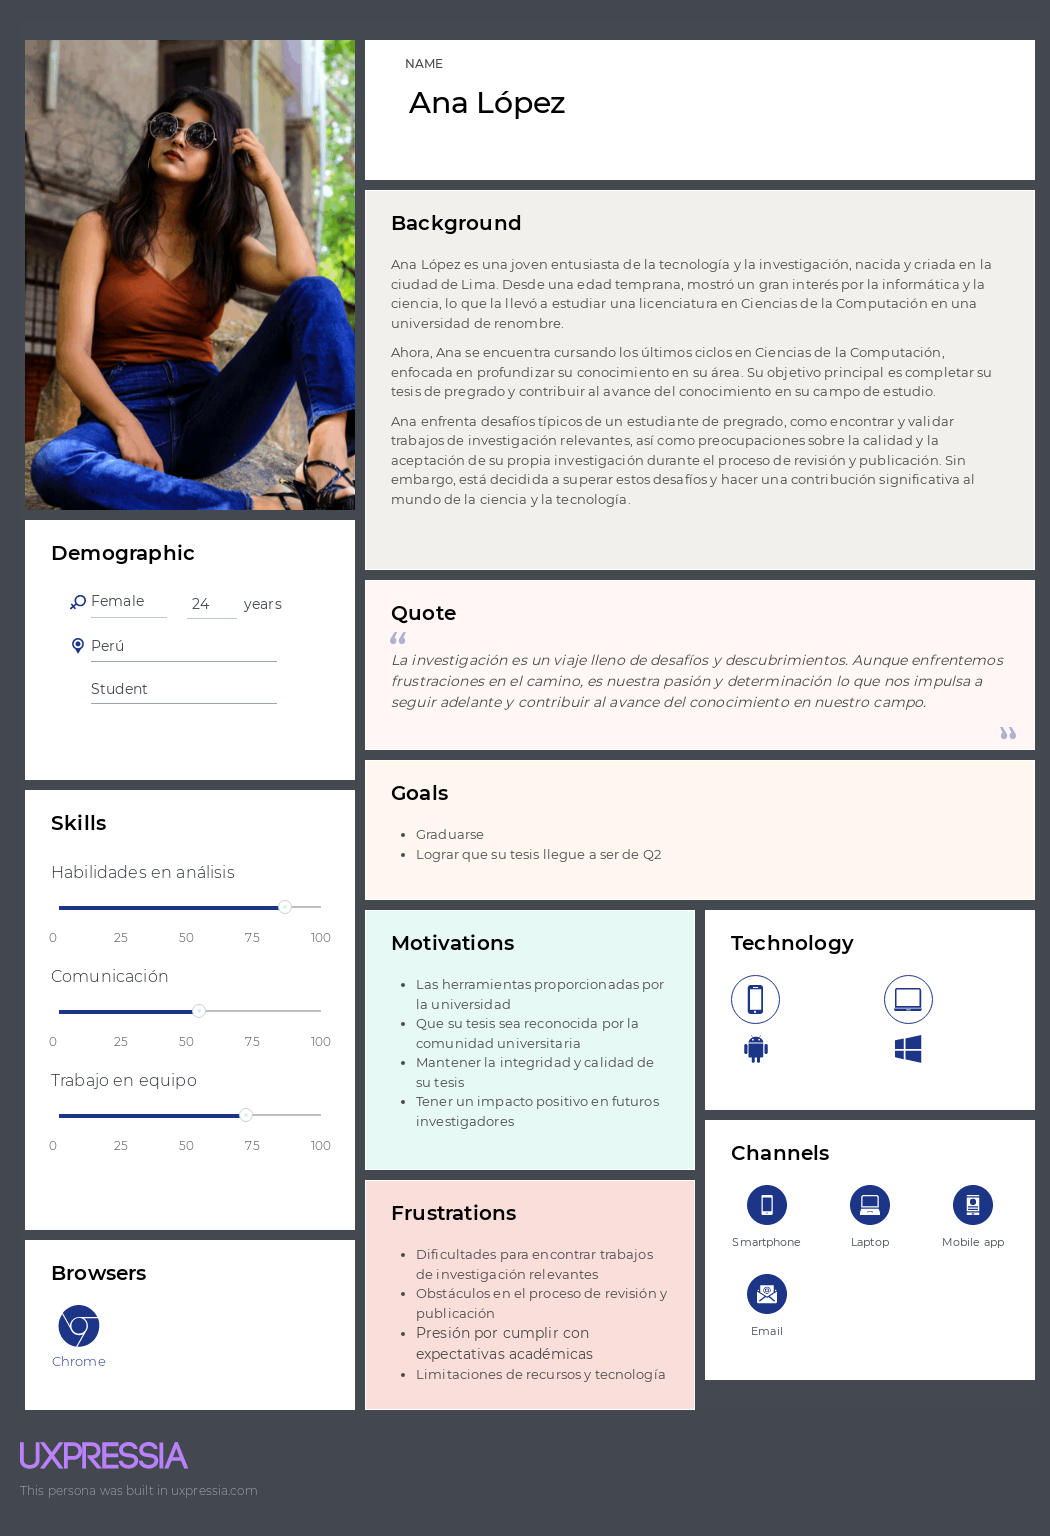 NAME
Ana López
Background
Ana López es una joven entusiasta de la tecnología y la investigación, nacida y criada en la
ciudad de Lima. Desde una edad temprana, mostró un gran interés por la informática y la
ciencia, lo que la llevó a estudiar una licenciatura en Ciencias de la Computación en una
universidad de renombre.
Ahora, Ana se encuentra cursando los últimos ciclos en Ciencias de la Computación,
enfocada en profundizar su conocimiento en su área. Su objetivo principal es completar su
tesis de pregrado y contribuir al avance del conocimiento en su campo de estudio.
Ana enfrenta desafíos típicos de un estudiante de pregrado, como encontrar y validar
trabajos de investigación relevantes, así como preocupaciones sobre la calidad y la
aceptación de su propia investigación durante el proceso de revisión y publicación. Sin
embargo, está decidida a superar estos desafíos y hacer una contribución significativa al
mundo de la ciencia y la tecnología.
Demographic
Female 24 years
Perú
Student
Quote
“
La investigación es un viaje lleno de desafíos y descubrimientos. Aunque enfrentemos
frustraciones en el camino, es nuestra pasión y determinación lo que nos impulsa a
seguir adelante y contribuir al avance del conocimiento en nuestro campo.
”
Skills
Habilidades en análisis
0 25 50 75 100
Comunicación
0 25 50 75 100
Trabajo en equipo
0 25 50 75 100
Goals
• Graduarse
• Lograr que su tesis llegue a ser de Q2
Motivations
• Las herramientas proporcionadas por
la universidad
• Que su tesis sea reconocida por la
comunidad universitaria
• Mantener la integridad y calidad de
su tesis
• Tener un impacto positivo en futuros
investigadores
Technology
Channels
Smartphone Laptop Mobile app
Email
Frustrations
• Dificultades para encontrar trabajos
de investigación relevantes
• Obstáculos en el proceso de revisión y
publicación
• Presión por cumplir con
expectativas académicas
• Limitaciones de recursos y tecnología
Browsers
Chrome
UXPRESSIA
This persona was built in uxpressia.com